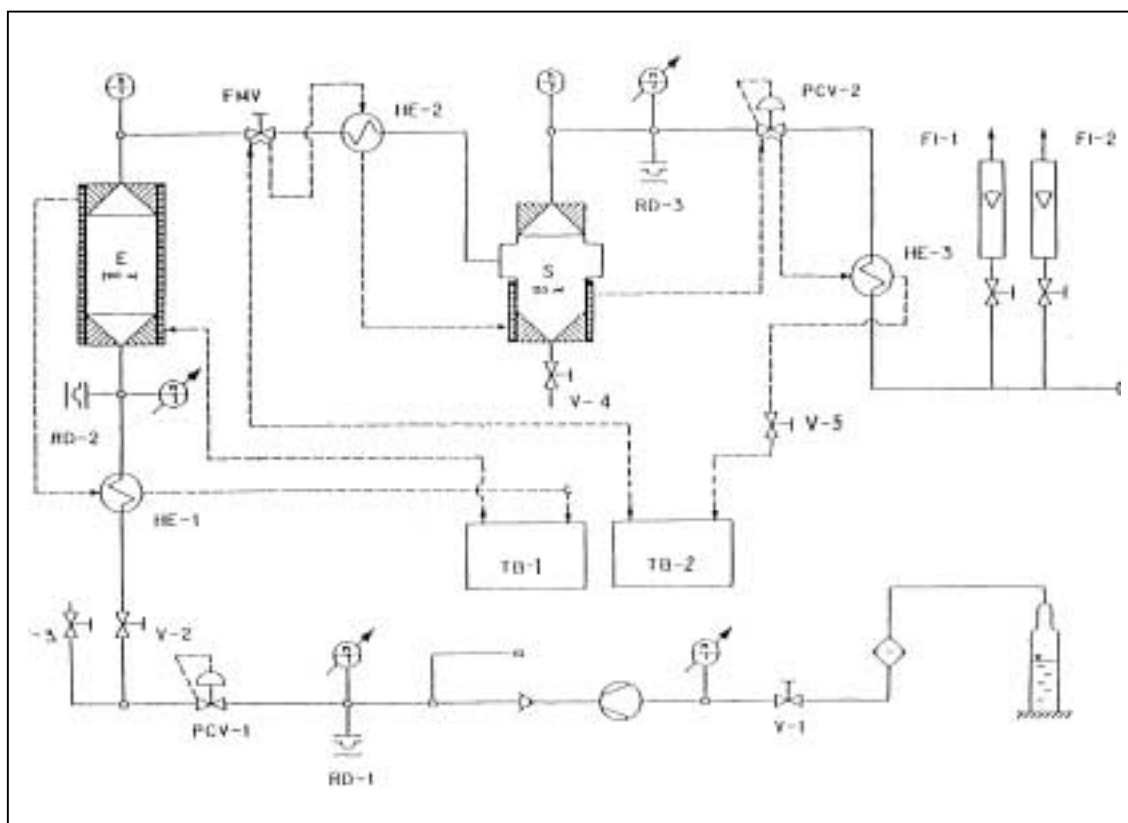 FMV
HE-2
PCV-2
FI-1
FI-2
RD-3
HE-3
E
S
V-4
RD-2
V-5
HE-1
TB-1
TB-2
V-2
PCV-1
V-1
RD-1